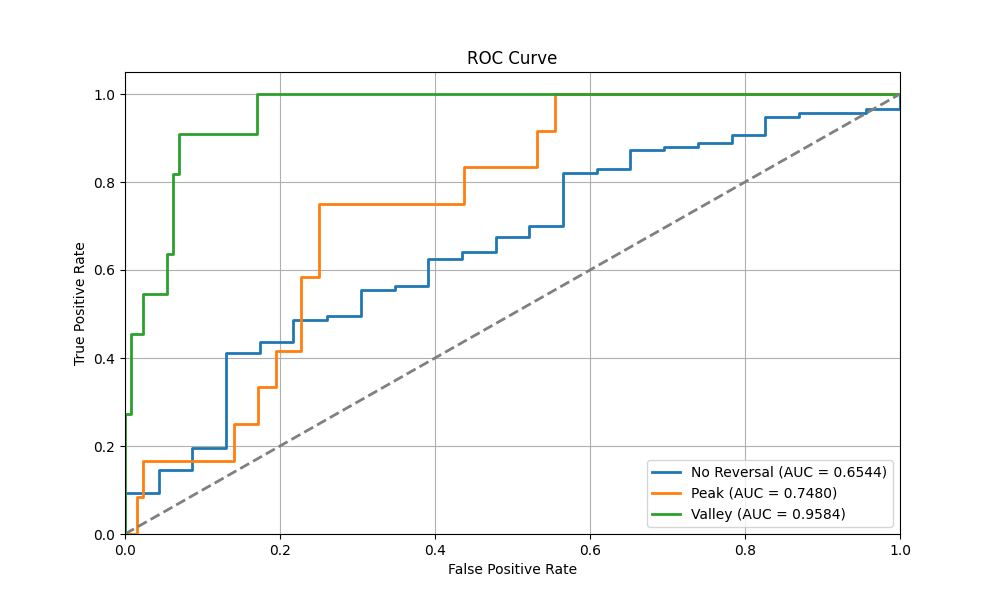 ROC Curve
True Positive Rate
1.0
0.8
0.6
0.4
0.2
0.0
0.0 0.2 0.4 0.6 0.8 1.0
False Positive Rate
No Reversal (AUC = 0.6544)
Peak (AUC = 0.7480)
Valley (AUC = 0.9584)